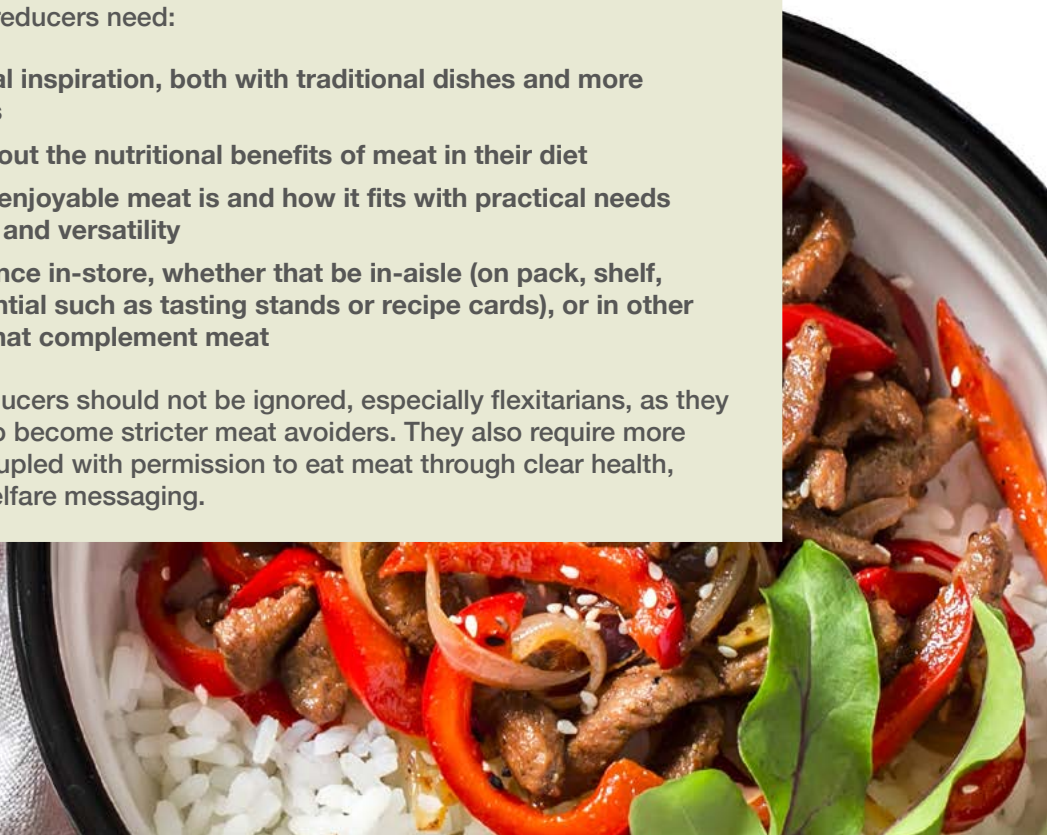 educers need:
al inspiration, both with traditional dishes and more
s
out the nutritional benefits of meat in their diet
enjoyable meat is and how it fits with practical needs
and versatility
nce in-store, whether that be in-aisle (on pack, shelf,
ntial such as tasting stands or recipe cards), or in other
hat complement meat
ucers should not be ignored, especially flexitarians, as they
o become stricter meat avoiders. They also require more
upled with permission to eat meat through clear health,
elfare messaging.